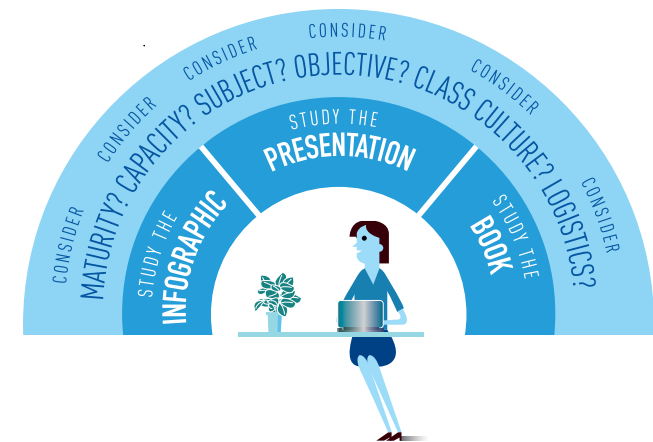 CONSIDER
MATURITY?
CONSIDER
CAPACITY?
CONSIDER
SUBJECT?
CONSIDER
OBJECTIVE?
CONSIDER
CLASS CULTURE?
CONSIDER
LOGISTICS?
STUDY THE
INFOGRAPHIC
STUDY THE
PRESENTATION
STUDY THE
BOOK